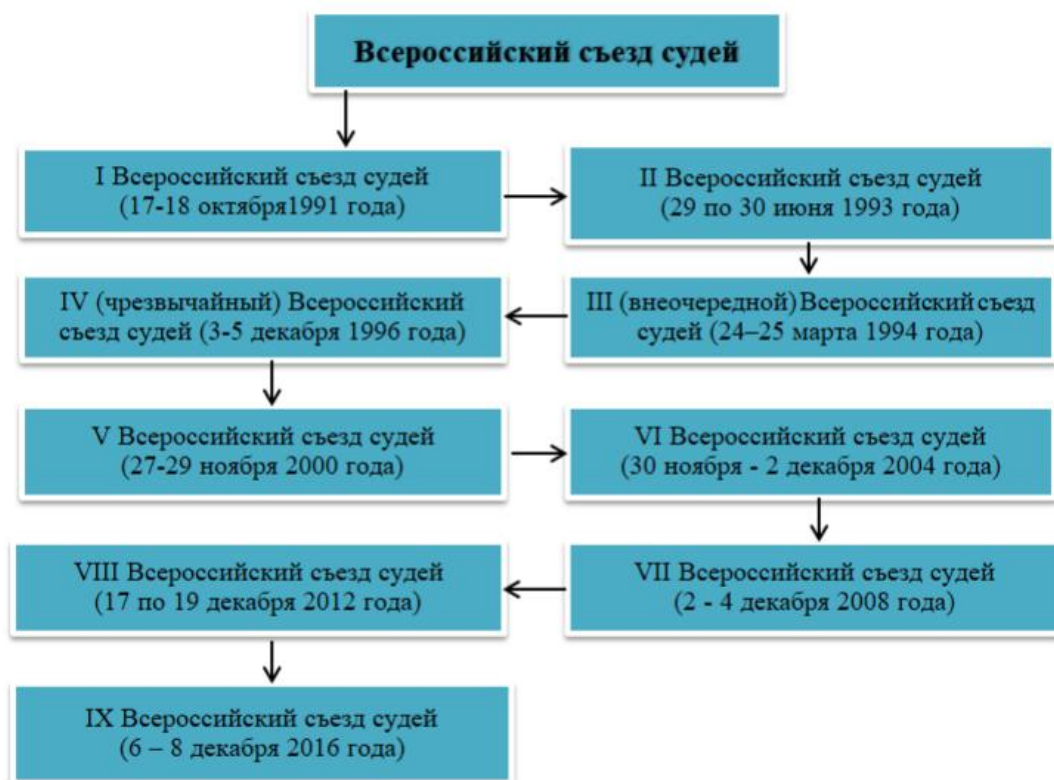 Всероссийский съезд судей
I Всероссийский съезд судей
(17-18 октября1991 года)
II Всероссийский съезд судей
(29 по 30 июня 1993 года)
III (внеочередной) Всероссийский съезд
судей (24–25 марта 1994 года)
IV (чрезвычайный) Всероссийский
съезд судей (3-5 декабря 1996 года)
V Всероссийский съезд судей
(27-29 ноября 2000 года)
VI Всероссийский съезд судей
(30 ноября - 2 декабря 2004 года)
VII Всероссийский съезд судей
(2 - 4 декабря 2008 года)
VIII Всероссийский съезд судей
(17 по 19 декабря 2012 года)
IX Всероссийский съезд судей
(6 – 8 декабря 2016 года)